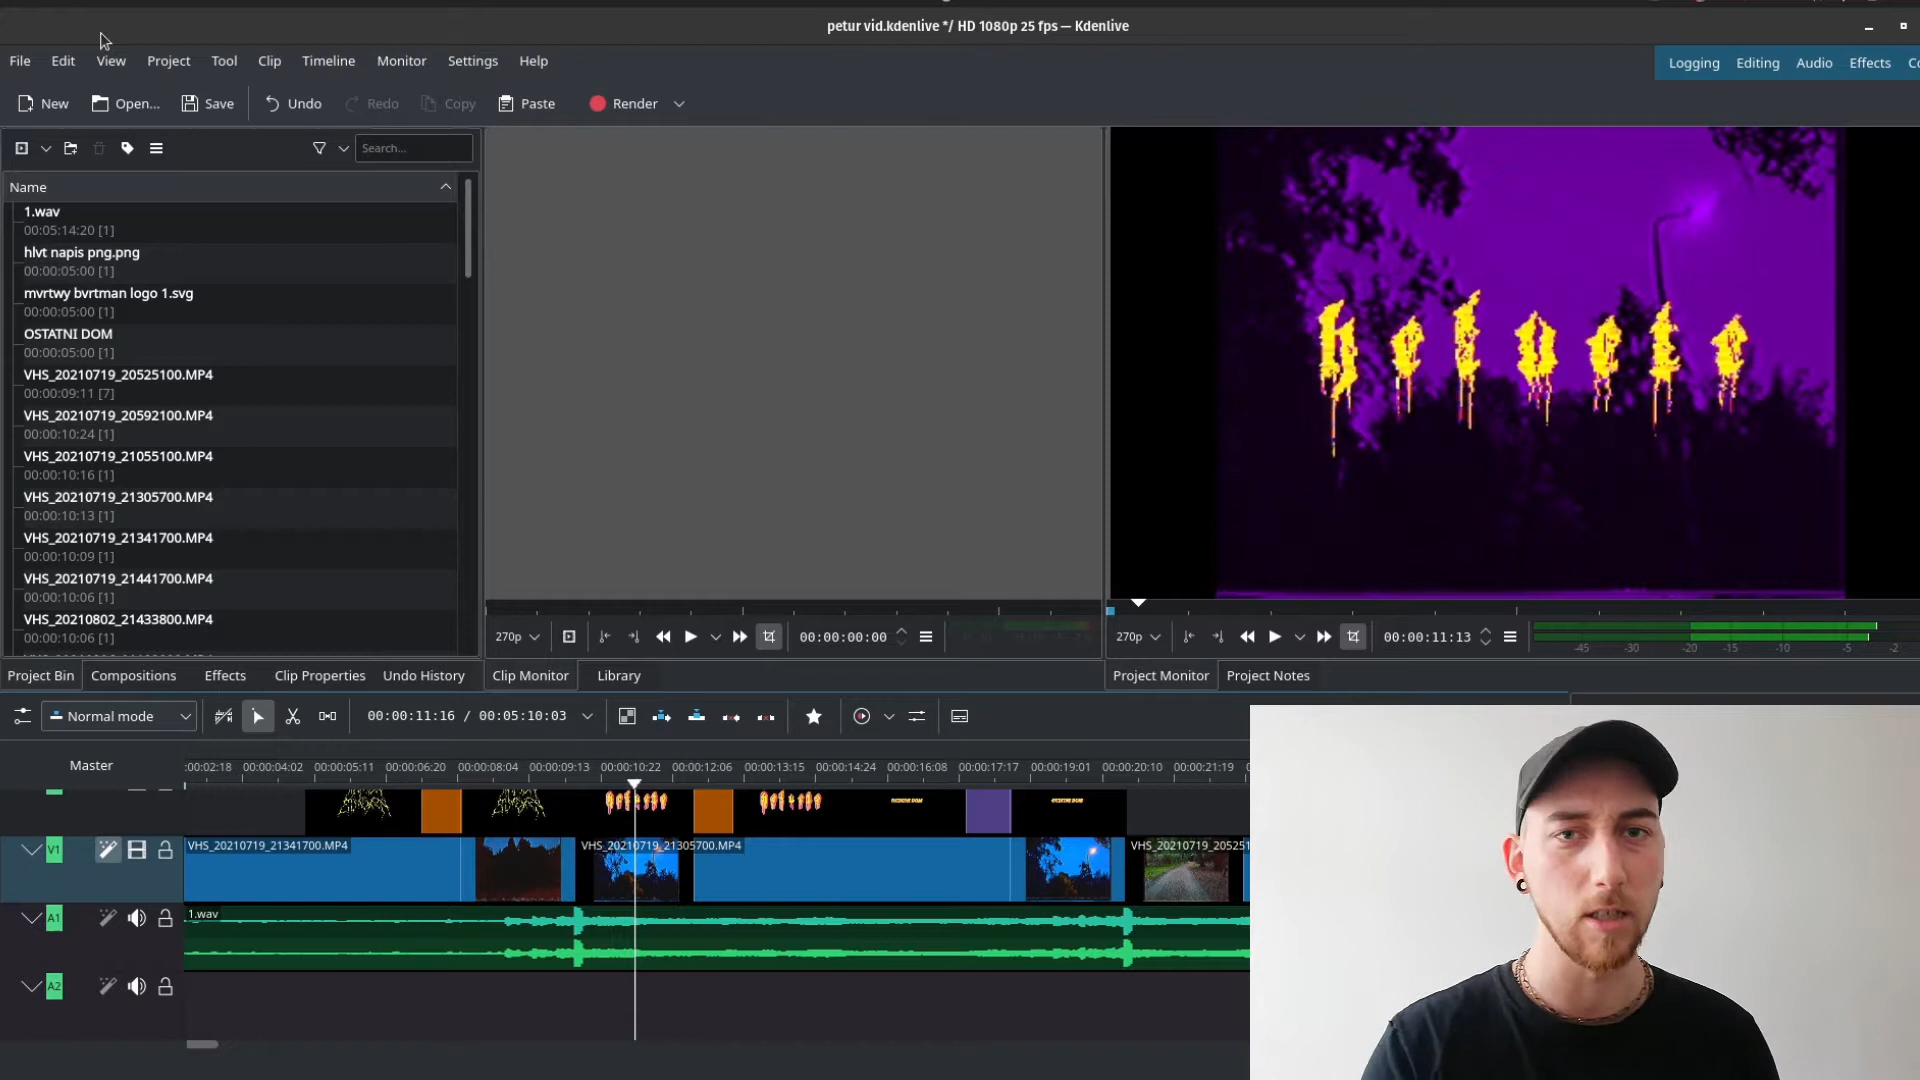 petur vid.kdenlive */ HD 1080p 25 fps — Kdenlive
File Edit View Project Tool Clip Timeline Monitor Settings Help
Logging Editing Audio Effects Co
New Open... Save Undo Redo Copy Paste Render
Search...
Name
1.wav
00:05:14:20 [1]
hlvt napis png.png
00:00:05:00 [1]
mvrtwy bvrtman logo 1.svg
00:00:05:00 [1]
OSTATNI DOM
00:00:05:00 [1]
VHS_20210719_20525100.MP4
00:00:09:11 [7]
VHS_20210719_20592100.MP4
00:00:10:24 [1]
VHS_20210719_21055100.MP4
00:00:10:16 [1]
VHS_20210719_21305700.MP4
00:00:10:13 [1]
VHS_20210719_21341700.MP4
00:00:10:09 [1]
VHS_20210719_21441700.MP4
00:00:10:06 [1]
VHS_20210802_21433800.MP4
00:00:10:06 [1]
270p 00:00:00:00
270p 00:00:11:13
-45 -30 -20 -15 -10 -5 -2
Project Bin Compositions Effects Clip Properties Undo History Clip Monitor Library Project Monitor Project Notes
Normal mode 00:00:11:16 / 00:05:10:03
Master
:00:02:18 00:00:04:02 00:00:05:11 00:00:06:20 00:00:08:04 00:00:09:13 00:00:10:22 00:00:12:06 00:00:13:15 00:00:14:24 00:00:16:08 00:00:17:17 00:00:19:01 00:00:20:10 00:00:21:19
OSTATNI DOM OSTATNI DOM
V1 VHS_20210719_21341700.MP4 VHS_20210719_21305700.MP4 VHS_20210719_205251
A1 1.wav
A2